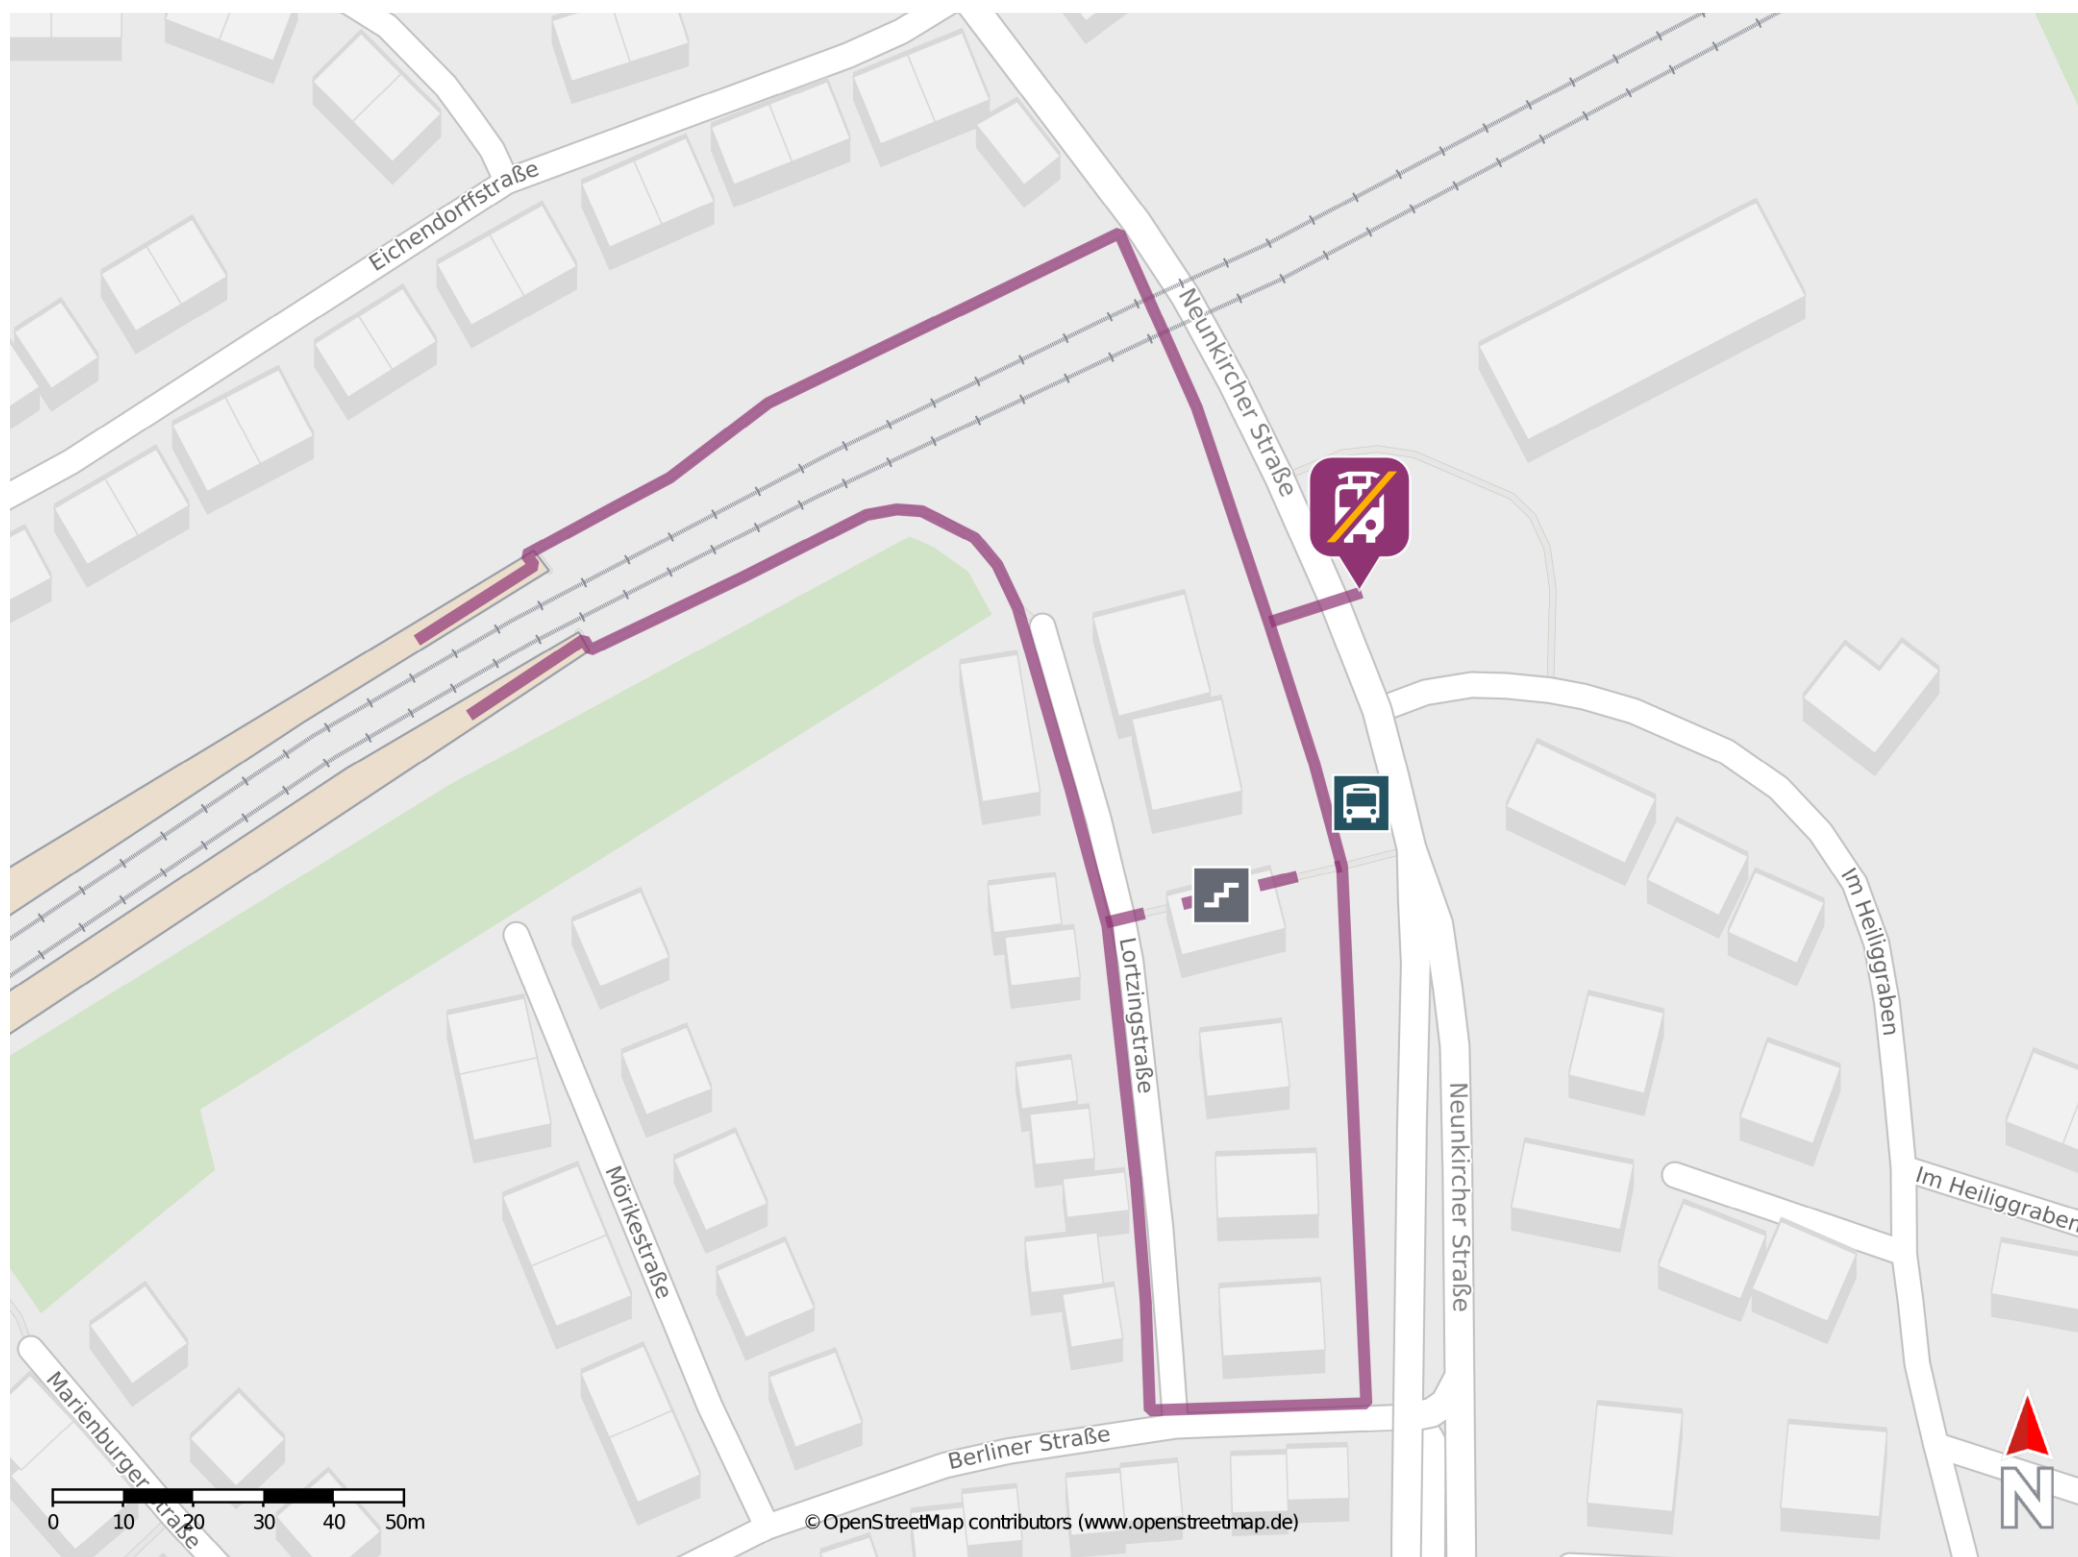 Eichendorffstraße
Neunkircher Straße
Im Heiliggraben
Lortzingstraße
Neunkircher Straße
Mörikestraße
Im Heiliggraben
Marienburger Straße
Berliner Straße
0 10 20 30 40 50m
© OpenStreetMap contributors (www.openstreetmap.de)
N